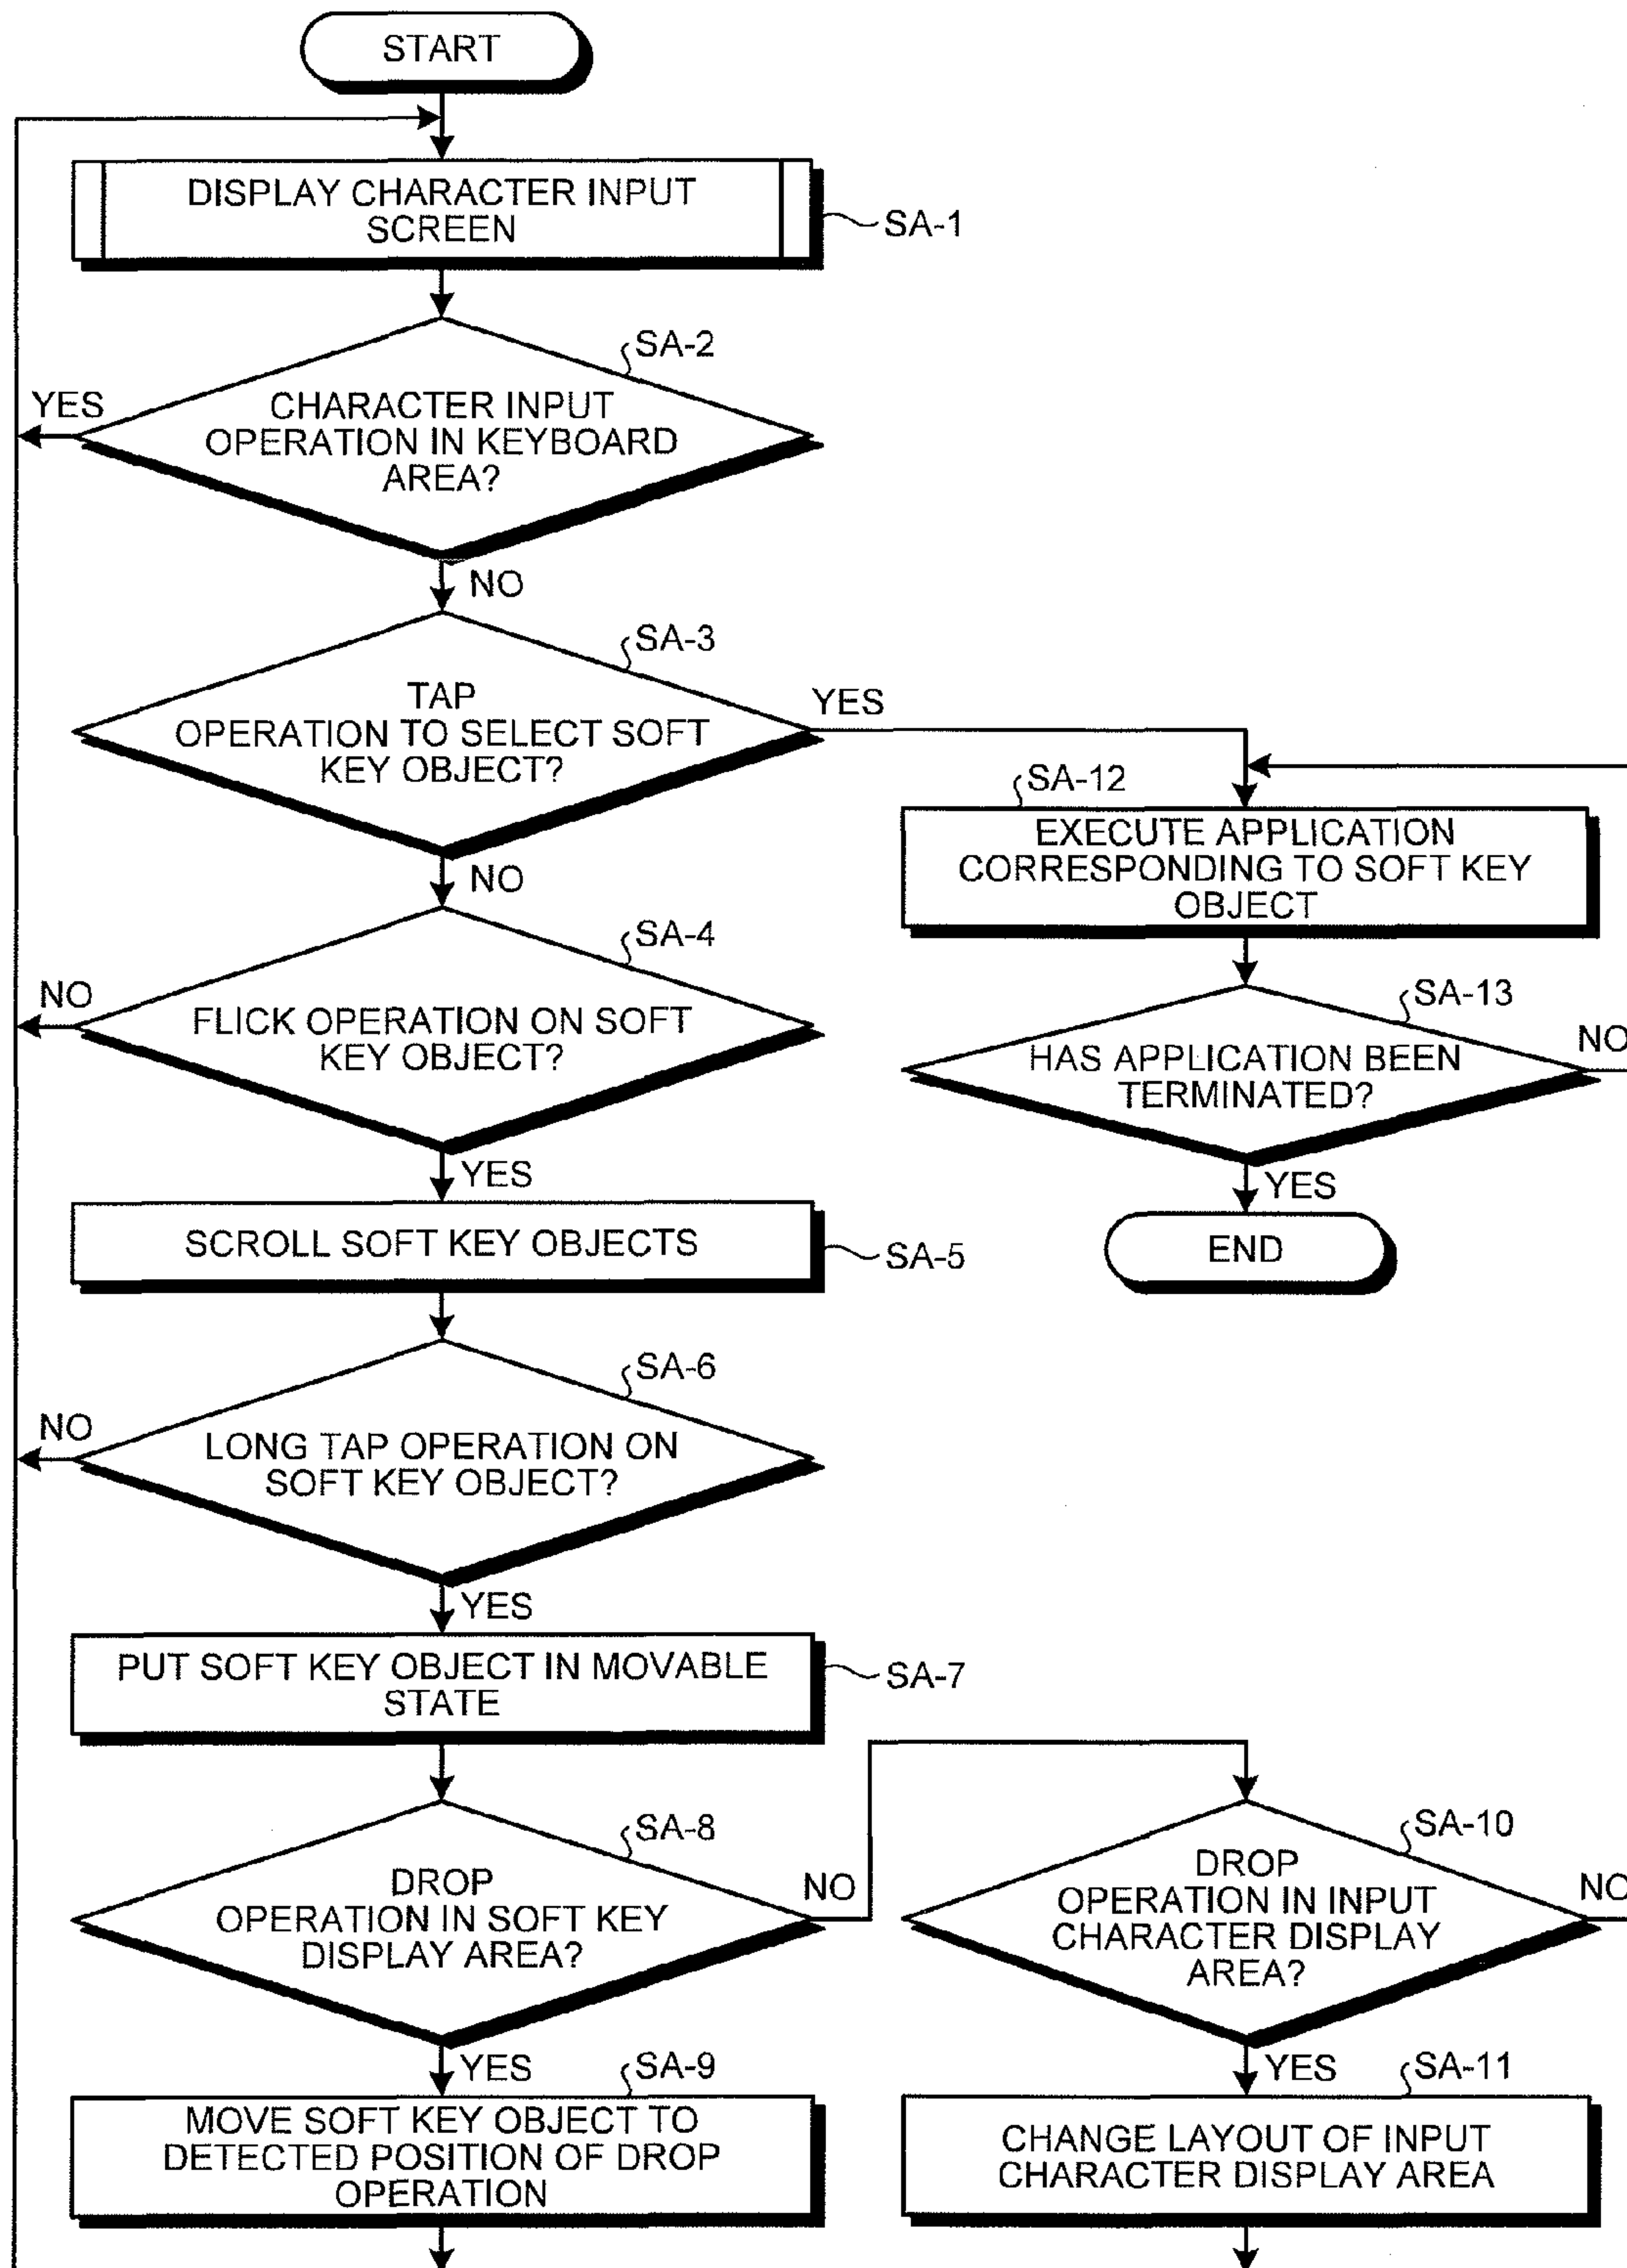 START
DISPLAY CHARACTER INPUT
SCREEN
SA-1
SA-2
YES
CHARACTER INPUT
OPERATION IN KEYBOARD
AREA?
NO
SA-3
TAP
OPERATION TO SELECT SOFT
KEY OBJECT?
YES
NO
SA-12
EXECUTE APPLICATION
CORRESPONDING TO SOFT KEY
OBJECT
SA-4
NO
FLICK OPERATION ON SOFT
KEY OBJECT?
YES
SA-13
NO
HAS APPLICATION BEEN
TERMINATED?
YES
END
SCROLL SOFT KEY OBJECTS
SA-5
SA-6
NO
LONG TAP OPERATION ON
SOFT KEY OBJECT?
YES
PUT SOFT KEY OBJECT IN MOVABLE
STATE
SA-7
SA-8
DROP
OPERATION IN SOFT KEY
DISPLAY AREA?
NO
YES
SA-10
DROP
OPERATION IN INPUT
CHARACTER DISPLAY
AREA?
NO
YES
SA-9
MOVE SOFT KEY OBJECT TO
DETECTED POSITION OF DROP
OPERATION
SA-11
CHANGE LAYOUT OF INPUT
CHARACTER DISPLAY AREA